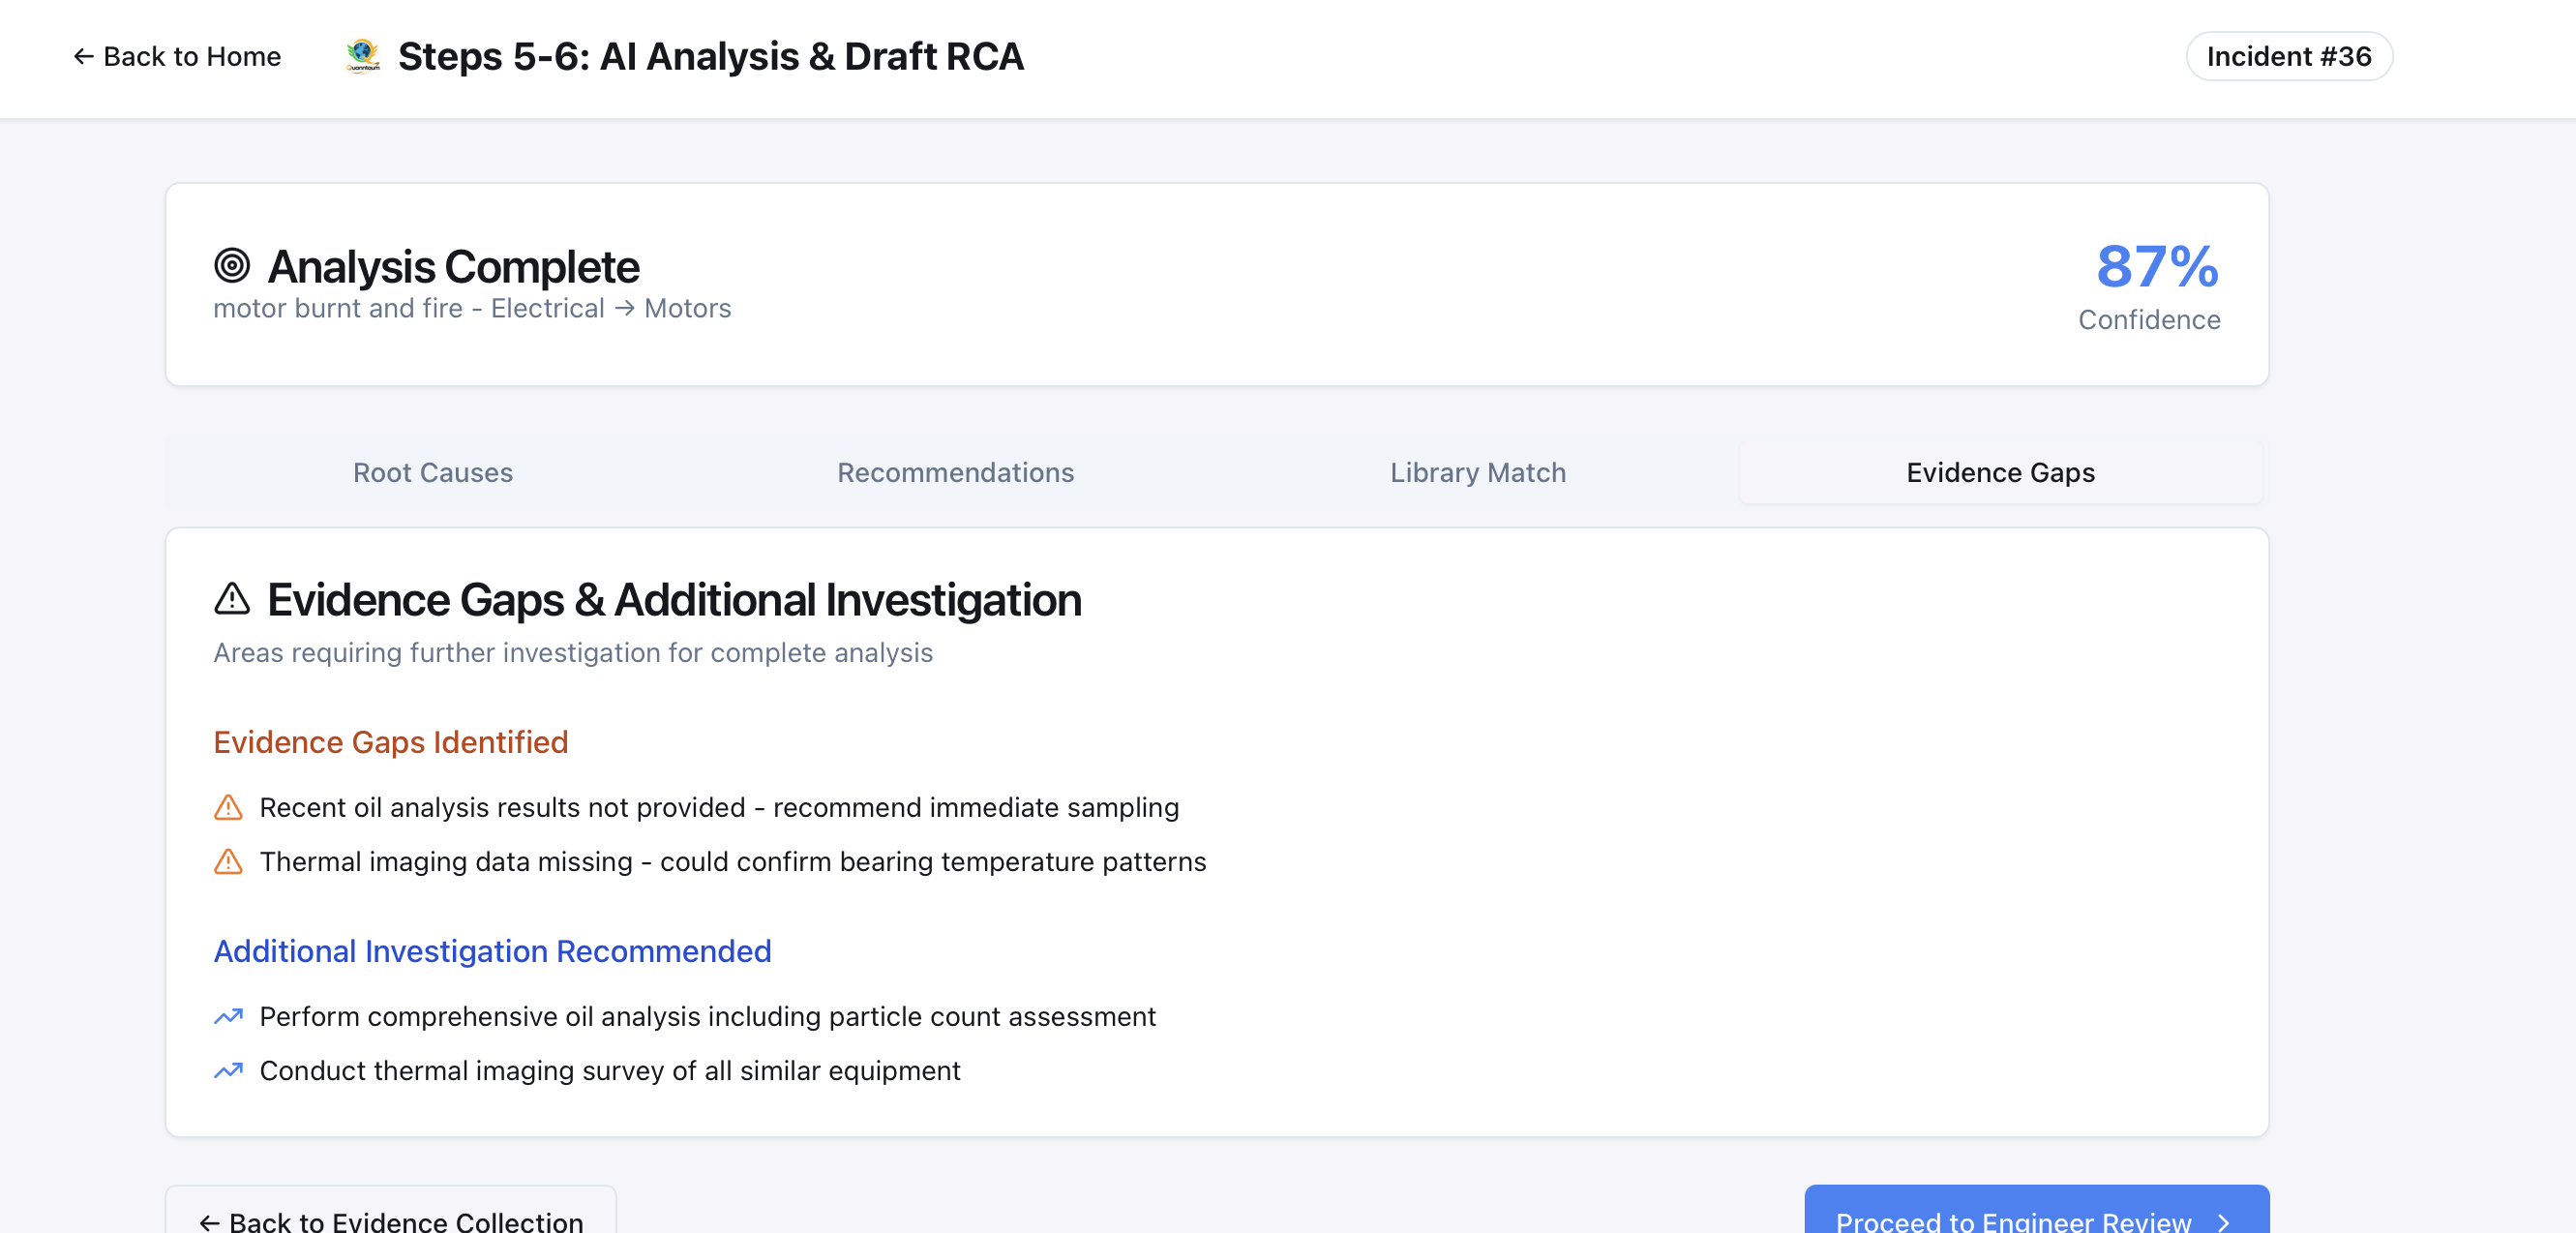 ← Back to Home
Quanntaum
Steps 5-6: AI Analysis & Draft RCA
Incident #36
Analysis Complete
motor burnt and fire - Electrical → Motors
87%
Confidence
Root Causes
Recommendations
Library Match
Evidence Gaps
Evidence Gaps & Additional Investigation
Areas requiring further investigation for complete analysis
Evidence Gaps Identified
Recent oil analysis results not provided - recommend immediate sampling
Thermal imaging data missing - could confirm bearing temperature patterns
Additional Investigation Recommended
Perform comprehensive oil analysis including particle count assessment
Conduct thermal imaging survey of all similar equipment
← Back to Evidence Collection
Proceed to Engineer Review >